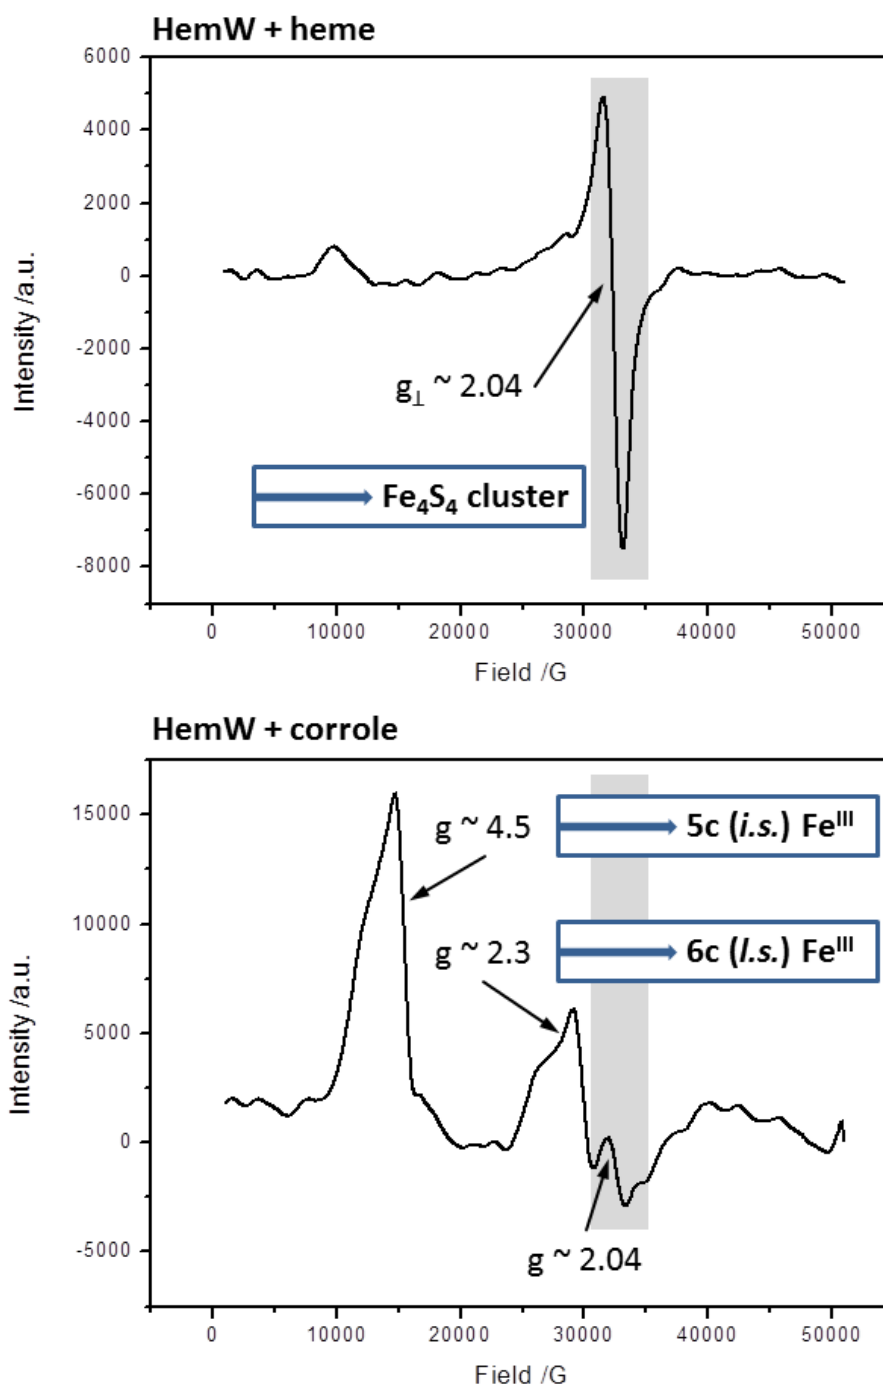 HemW + heme
6000
4000
2000
0
-2000
-4000
-6000
-8000
Intensity /a.u.
g⊥ ~ 2.04
Fe₄S₄ cluster
0 10000 20000 30000 40000 50000
Field /G
HemW + corrole
15000
10000
5000
0
-5000
Intensity /a.u.
g ~ 4.5
5c (i.s.) Feᴵᴵᴵ
g ~ 2.3
6c (l.s.) Feᴵᴵᴵ
g ~ 2.04
0 10000 20000 30000 40000 50000
Field /G